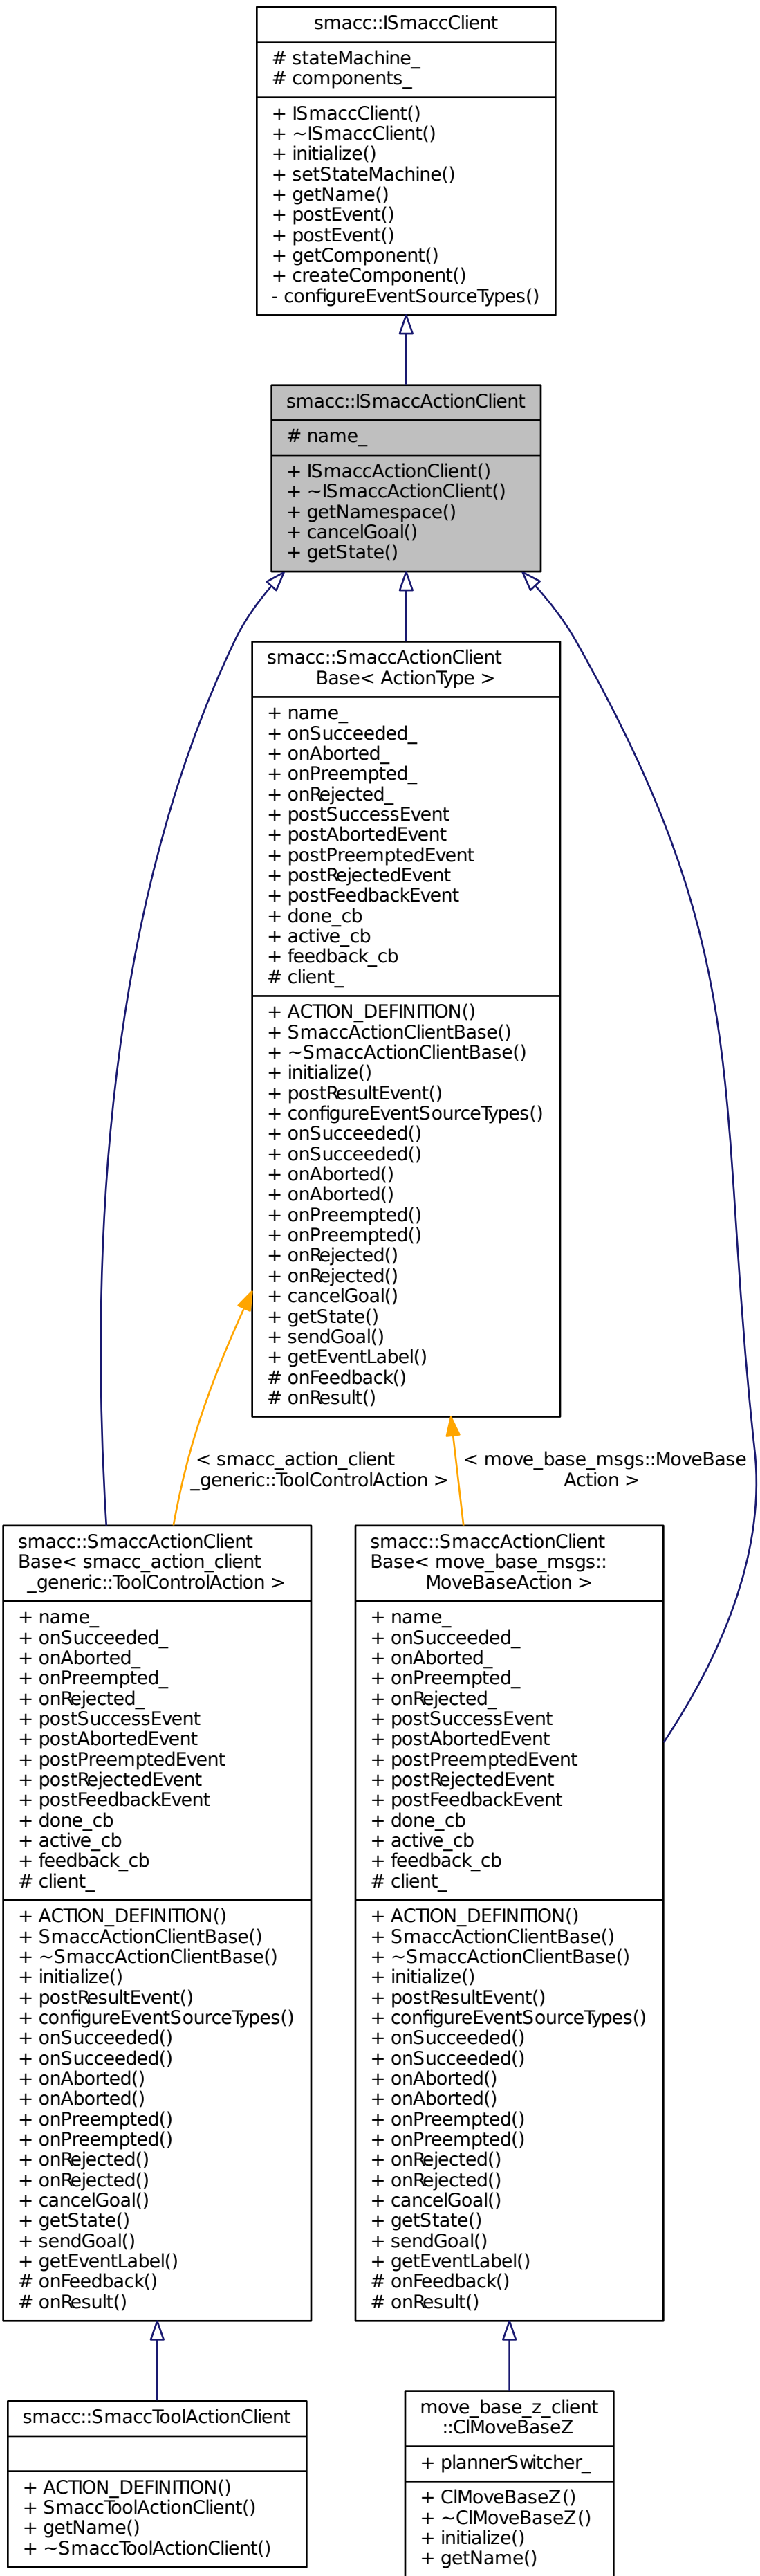 smacc::ISmaccClient
# stateMachine_
# components_
+ ISmaccClient()
+ ~ISmaccClient()
+ initialize()
+ setStateMachine()
+ getName()
+ postEvent()
+ postEvent()
+ getComponent()
+ createComponent()
- configureEventSourceTypes()
smacc::ISmaccActionClient
# name_
+ ISmaccActionClient()
+ ~ISmaccActionClient()
+ getNamespace()
+ cancelGoal()
+ getState()
smacc::SmaccActionClient
Base< ActionType >
+ name_
+ onSucceeded_
+ onAborted_
+ onPreempted_
+ onRejected_
+ postSuccessEvent
+ postAbortedEvent
+ postPreemptedEvent
+ postRejectedEvent
+ postFeedbackEvent
+ done_cb
+ active_cb
+ feedback_cb
# client_
+ ACTION_DEFINITION()
+ SmaccActionClientBase()
+ ~SmaccActionClientBase()
+ initialize()
+ postResultEvent()
+ configureEventSourceTypes()
+ onSucceeded()
+ onSucceeded()
+ onAborted()
+ onAborted()
+ onPreempted()
+ onPreempted()
+ onRejected()
+ onRejected()
+ cancelGoal()
+ getState()
+ sendGoal()
+ getEventLabel()
# onFeedback()
# onResult()
< smacc_action_client
_generic::ToolControlAction >
< move_base_msgs::MoveBase
Action >
smacc::SmaccActionClient
Base< smacc_action_client
_generic::ToolControlAction >
+ name_
+ onSucceeded_
+ onAborted_
+ onPreempted_
+ onRejected_
+ postSuccessEvent
+ postAbortedEvent
+ postPreemptedEvent
+ postRejectedEvent
+ postFeedbackEvent
+ done_cb
+ active_cb
+ feedback_cb
# client_
+ ACTION_DEFINITION()
+ SmaccActionClientBase()
+ ~SmaccActionClientBase()
+ initialize()
+ postResultEvent()
+ configureEventSourceTypes()
+ onSucceeded()
+ onSucceeded()
+ onAborted()
+ onAborted()
+ onPreempted()
+ onPreempted()
+ onRejected()
+ onRejected()
+ cancelGoal()
+ getState()
+ sendGoal()
+ getEventLabel()
# onFeedback()
# onResult()
smacc::SmaccActionClient
Base< move_base_msgs::
MoveBaseAction >
+ name_
+ onSucceeded_
+ onAborted_
+ onPreempted_
+ onRejected_
+ postSuccessEvent
+ postAbortedEvent
+ postPreemptedEvent
+ postRejectedEvent
+ postFeedbackEvent
+ done_cb
+ active_cb
+ feedback_cb
# client_
+ ACTION_DEFINITION()
+ SmaccActionClientBase()
+ ~SmaccActionClientBase()
+ initialize()
+ postResultEvent()
+ configureEventSourceTypes()
+ onSucceeded()
+ onSucceeded()
+ onAborted()
+ onAborted()
+ onPreempted()
+ onPreempted()
+ onRejected()
+ onRejected()
+ cancelGoal()
+ getState()
+ sendGoal()
+ getEventLabel()
# onFeedback()
# onResult()
smacc::SmaccToolActionClient
+ ACTION_DEFINITION()
+ SmaccToolActionClient()
+ getName()
+ ~SmaccToolActionClient()
move_base_z_client
::ClMoveBaseZ
+ plannerSwitcher_
+ ClMoveBaseZ()
+ ~ClMoveBaseZ()
+ initialize()
+ getName()